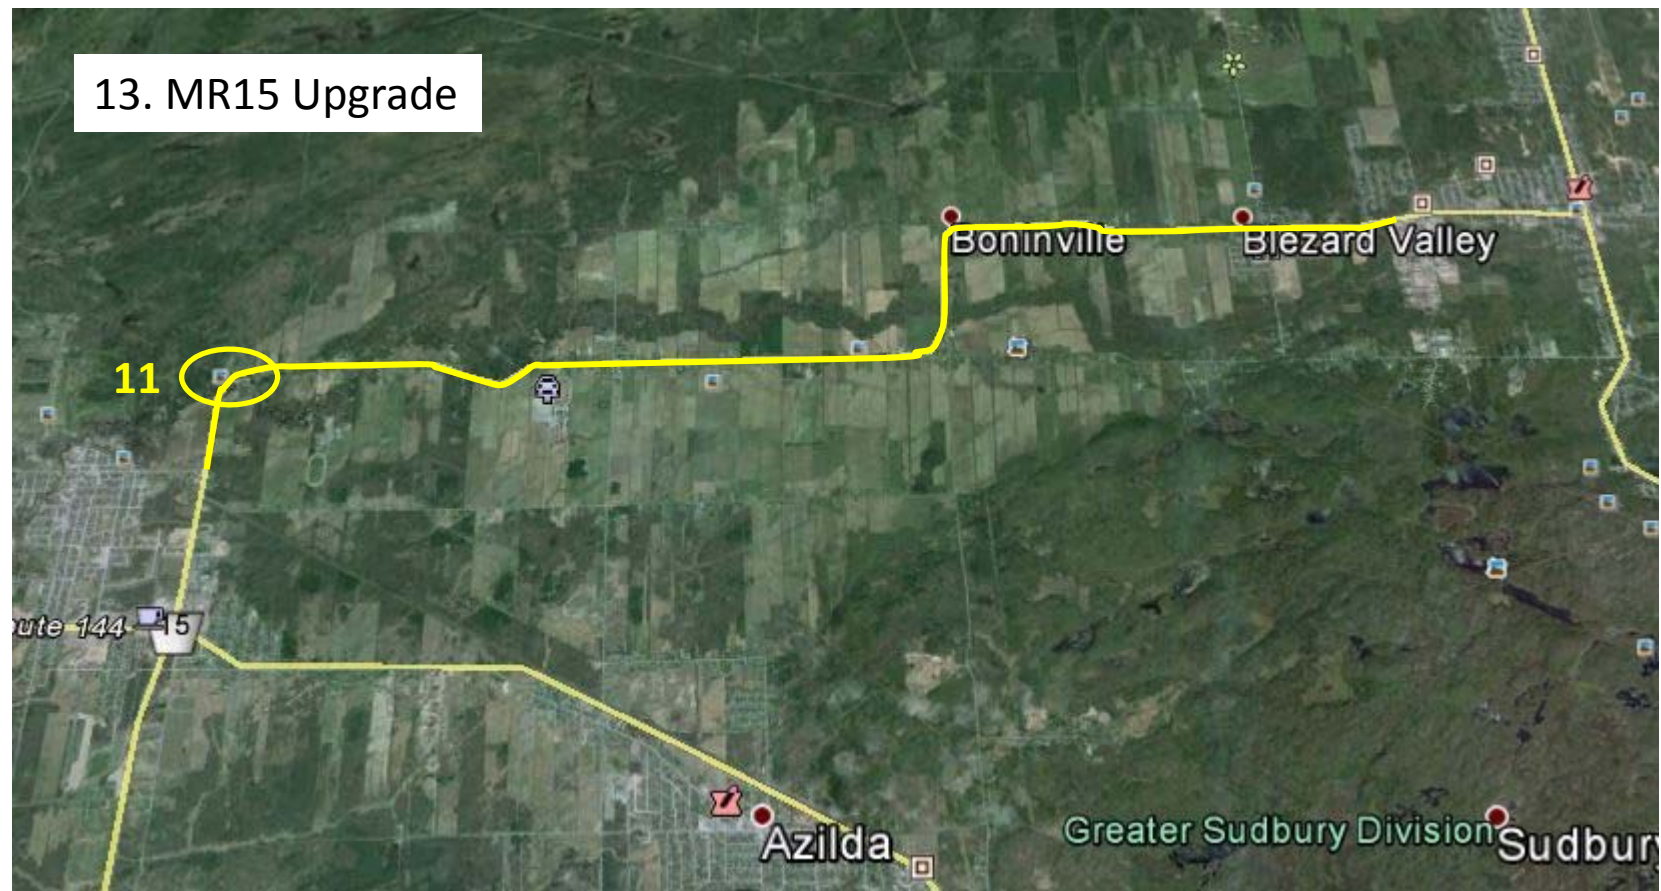 13. MR15 Upgrade
Boninville
Blezard Valley
11
ute 144
15
Azilda
Greater Sudbury Division
Sudbury